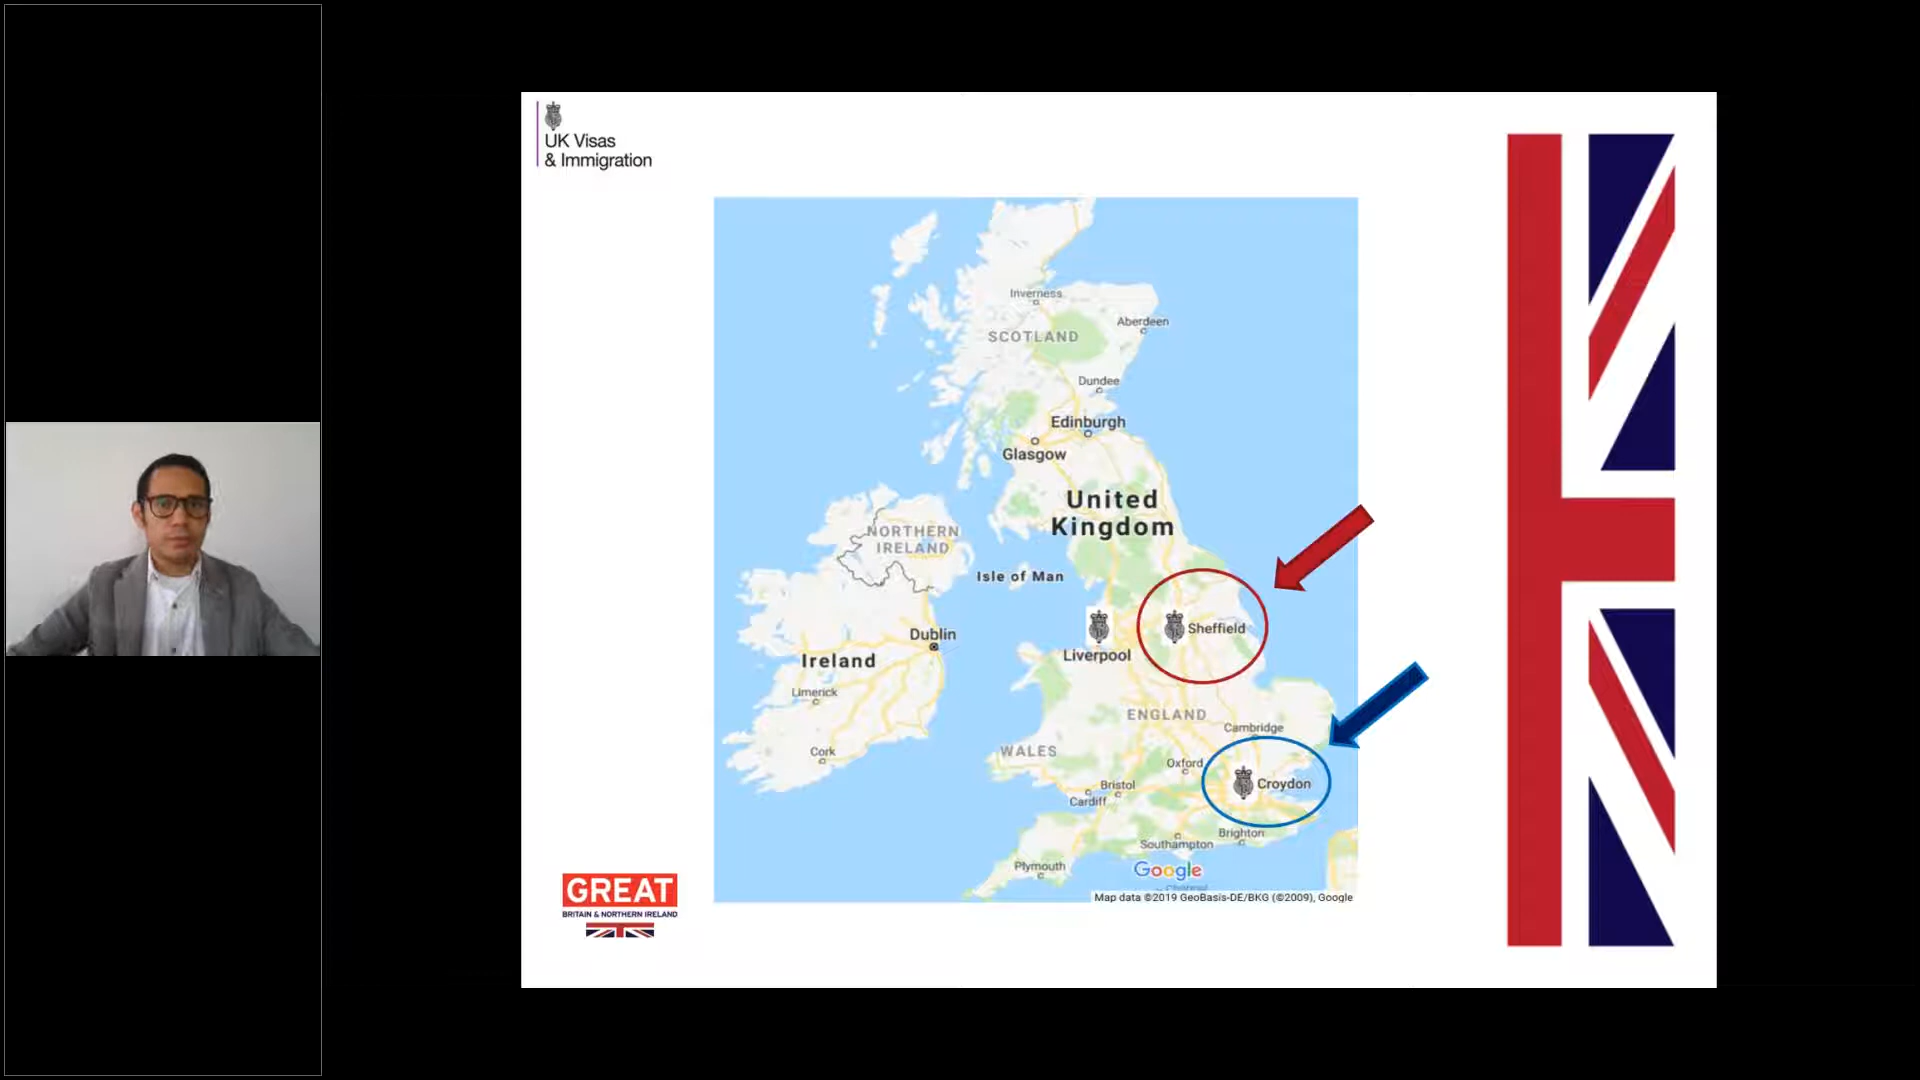 UK Visas
& Immigration
Inverness
Aberdeen
SCOTLAND
Dundee
Edinburgh
Glasgow
United
Kingdom
NORTHERN
IRELAND
Isle of Man
Sheffield
Dublin
Liverpool
Ireland
Limerick
ENGLAND
Cambridge
WALES
Cork
Oxford
Croydon
Bristol
Cardiff
Brighton
Southampton
Plymouth
Google
Map data ©2019 GeoBasis-DE/BKG (©2009), Google
GREAT
BRITAIN & NORTHERN IRELAND